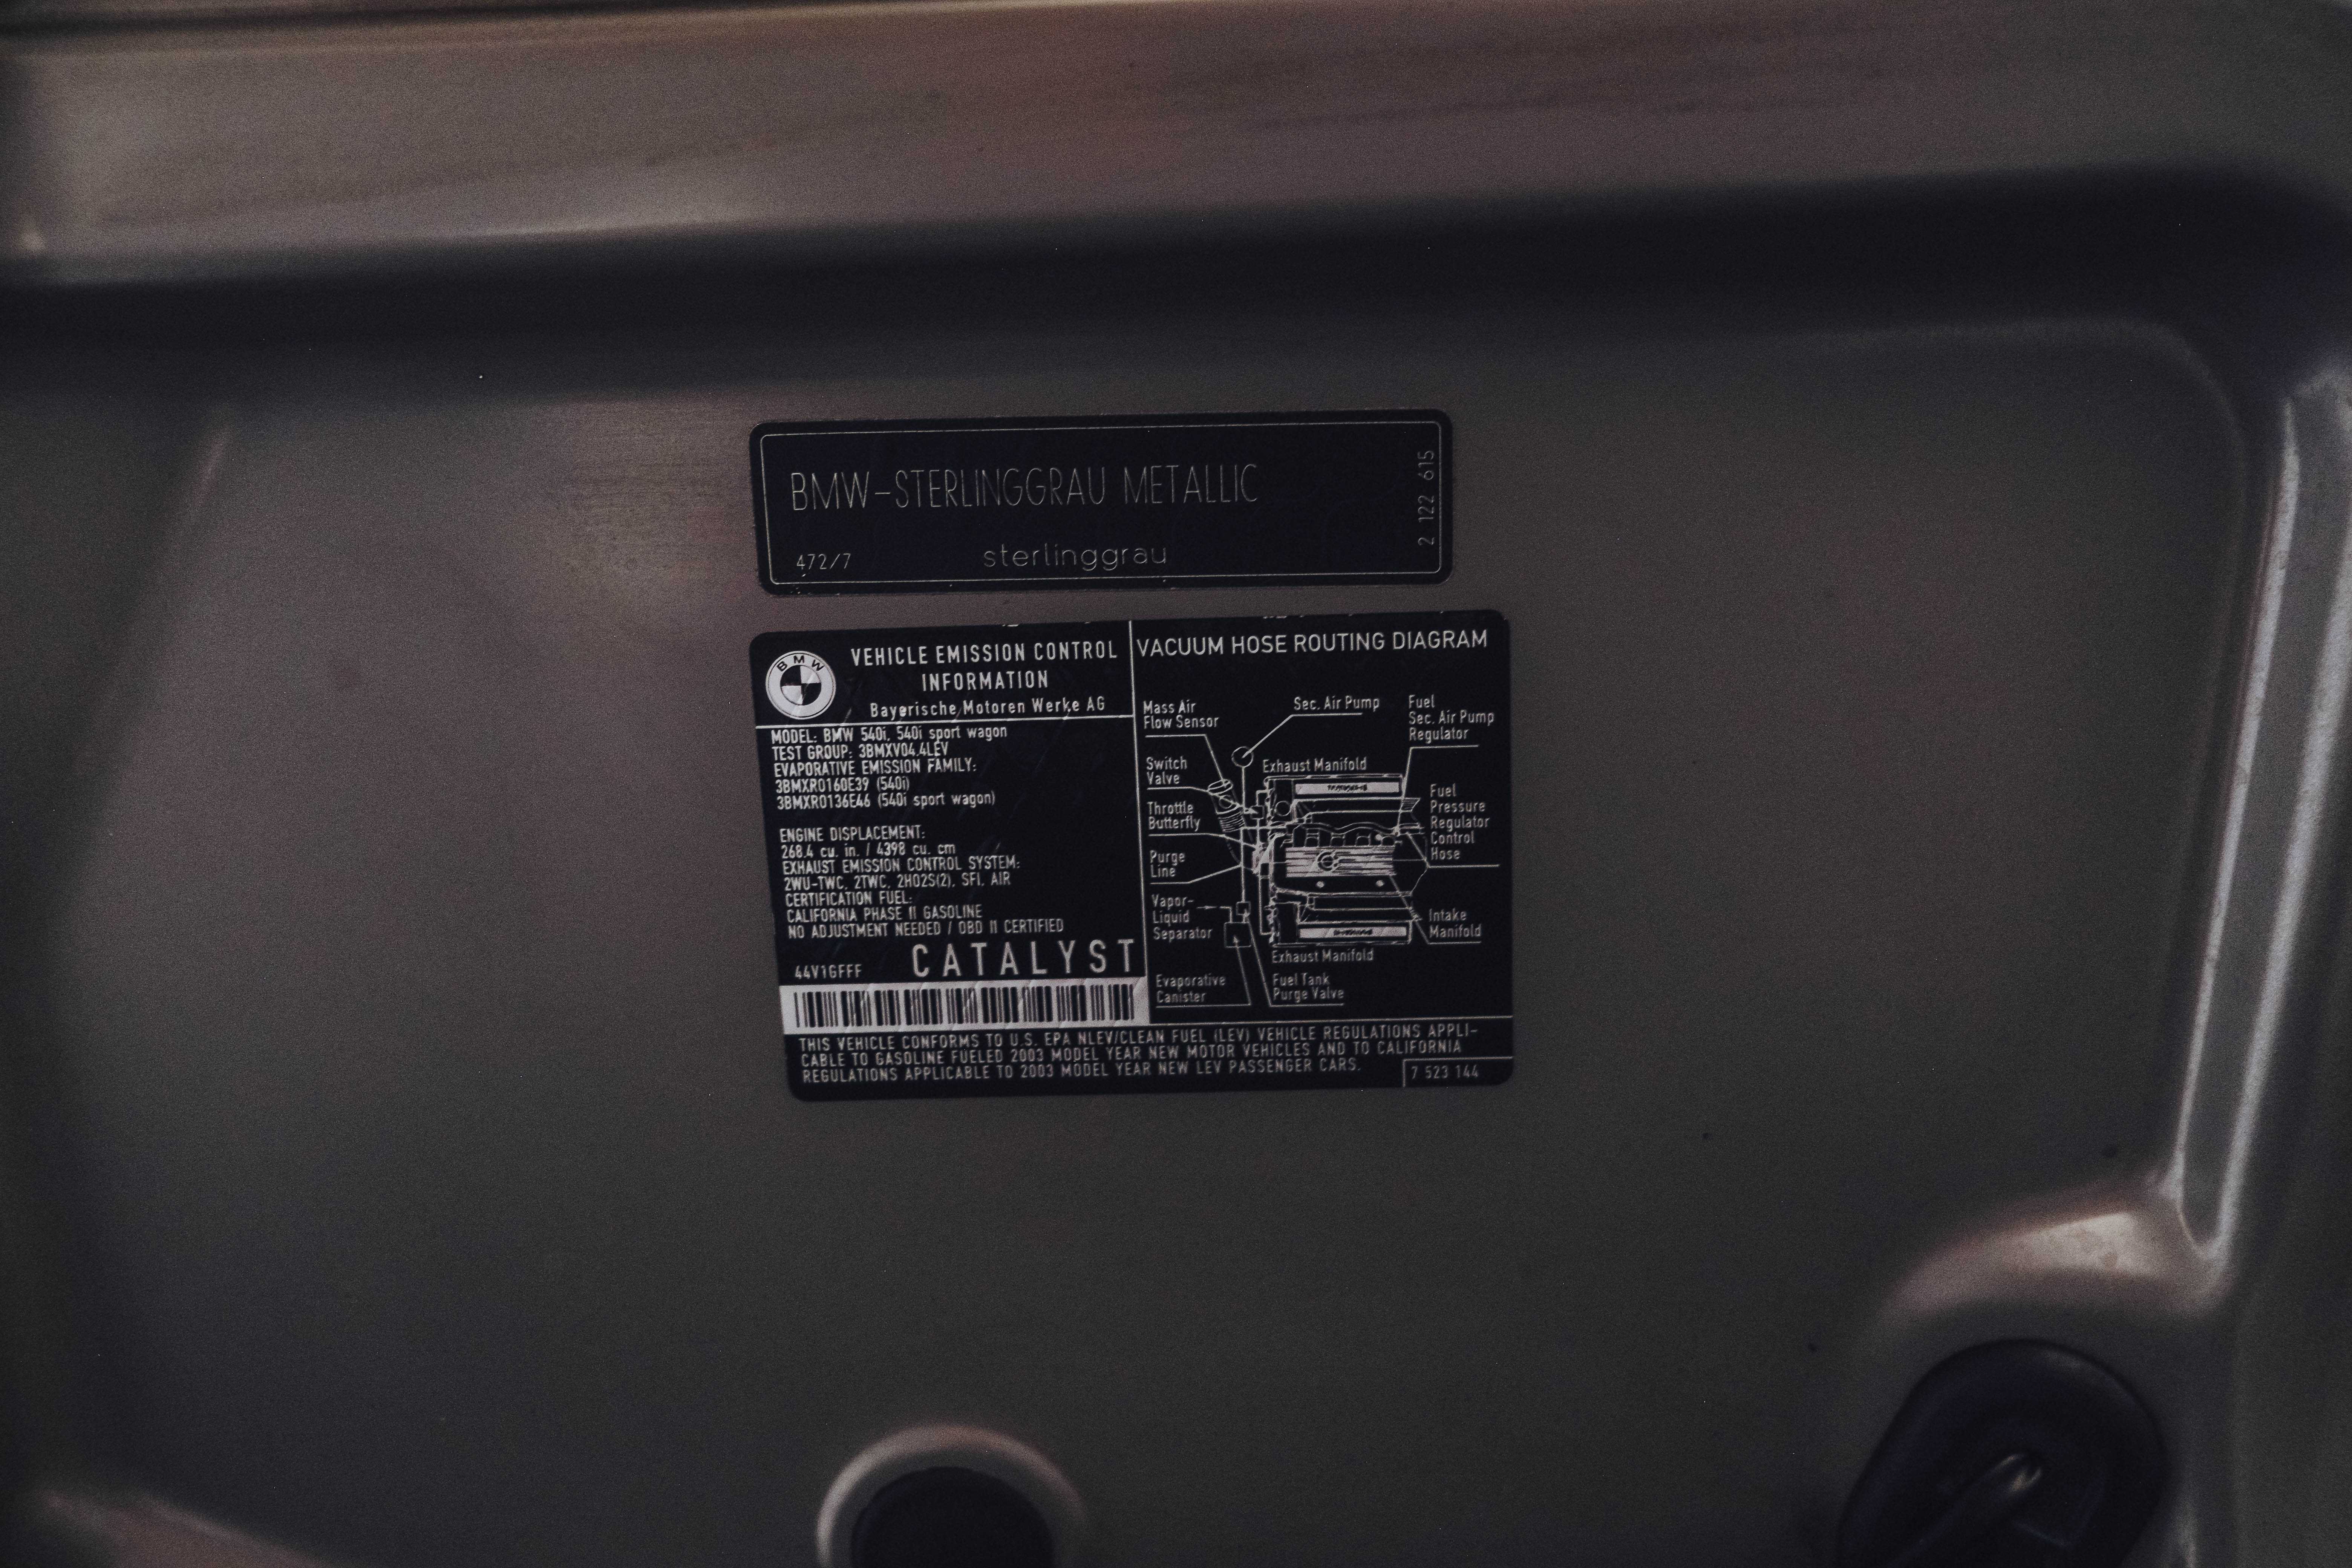 BMW-STERLINGGRAU METALLIC
472/7
sterlinggrau
2 122 615
BMW
VEHICLE EMISSION CONTROL
INFORMATION
Bayerische Motoren Werke AG
MODEL: BMW 540i, 540i sport wagon
TEST GROUP: 3BMXV04.4LEV
EVAPORATIVE EMISSION FAMILY:
3BMXR0160E39 (540i)
3BMXR0136E46 (540i sport wagon)
ENGINE DISPLACEMENT:
268.4 cu. in. / 4398 cu. cm
EXHAUST EMISSION CONTROL SYSTEM:
2WU-TWC, 2TWC, 2HO2S(2), SFI, AIR
CERTIFICATION FUEL:
CALIFORNIA PHASE II GASOLINE
NO ADJUSTMENT NEEDED / OBD II CERTIFIED
44V1GFFF
CATALYST
VACUUM HOSE ROUTING DIAGRAM
Mass Air
Flow Sensor
Sec. Air Pump
Fuel
Sec. Air Pump
Regulator
Switch
Valve
Exhaust Manifold
Throttle
Butterfly
Fuel
Pressure
Regulator
Control
Hose
Purge
Line
Vapor-
Liquid
Separator
Intake
Manifold
Exhaust Manifold
Evaporative
Canister
Fuel Tank
Purge Valve
THIS VEHICLE CONFORMS TO U.S. EPA NLEV/CLEAN FUEL (LEV) VEHICLE REGULATIONS APPLI-
CABLE TO GASOLINE FUELED 2003 MODEL YEAR NEW MOTOR VEHICLES AND TO CALIFORNIA
REGULATIONS APPLICABLE TO 2003 MODEL YEAR NEW LEV PASSENGER CARS.
7 523 144